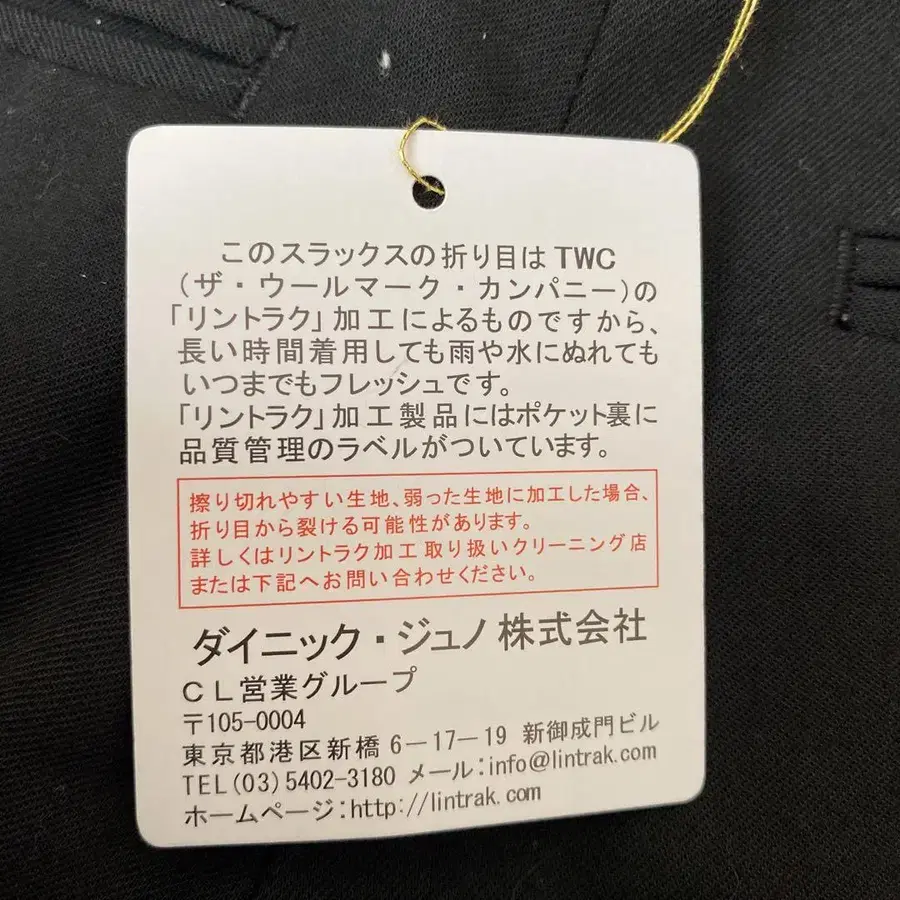 このスラックスの折り目は TWC
(ザ・ウールマーク・カンパニー)の
「リントラク」加工によるものですから、
長い時間着用しても雨や水にぬれても
いつまでもフレッシュです。
「リントラク」加工製品にはポケット裏に
品質管理のラベルがついています。
擦り切れやすい生地、弱った生地に加工した場合、
折り目から裂ける可能性があります。
詳しくはリントラク加工取り扱いクリーニング店
または下記へお問い合わせください。
ダイニック・ジュノ株式会社
CL営業グループ
〒105-0004
東京都港区新橋 6-17-19 新御成門ビル
TEL(03)5402-3180 メール:info@lintrak.com
ホームページ:http://lintrak.com